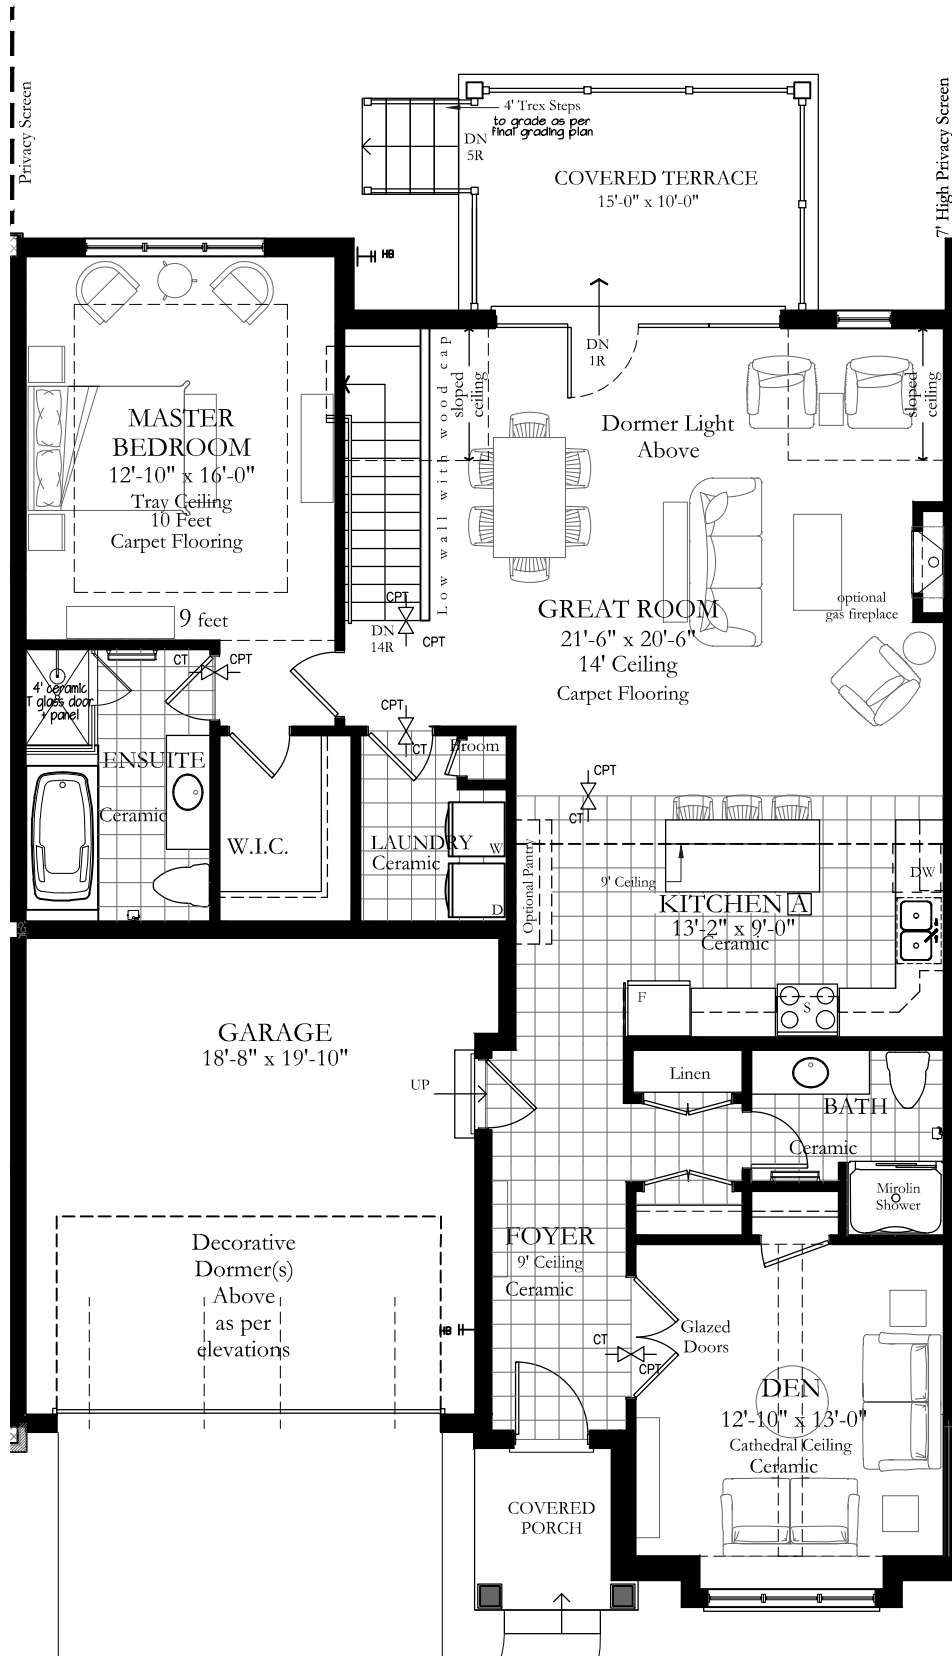 Privacy Screen
7' High Privacy Screen
4' Trex Steps
to grade as per
final grading plan
DN
5R
COVERED TERRACE
15'-0" x 10'-0"
HB
DN
1R
Low wall with wood cap
sloped
ceiling
sloped
ceiling
Dormer Light
Above
MASTER
BEDROOM
12'-10" x 16'-0"
Tray Ceiling
10 Feet
Carpet Flooring
9 feet
CPT
CPT
DN
14R
GREAT ROOM
21'-6" x 20'-6"
14' Ceiling
Carpet Flooring
optional
gas fireplace
CT
CPT
4' ceramic
T glass door
+ panel
CPT
CT
Broom
ENSUITE
Ceramic
W.I.C.
LAUNDRY
Ceramic
W
D
CPT
CT
Optional Pantry
9' Ceiling
DW
KITCHEN A
13'-2" x 9'-0"
Ceramic
F
S
GARAGE
18'-8" x 19'-10"
UP
Linen
BATH
Ceramic
Mirolin
Shower
FOYER
9' Ceiling
Ceramic
Decorative
Dormer(s)
Above
as per
elevations
HB
CT
CPT
Glazed
Doors
DEN
12'-10" x 13'-0"
Cathedral Ceiling
Ceramic
COVERED
PORCH